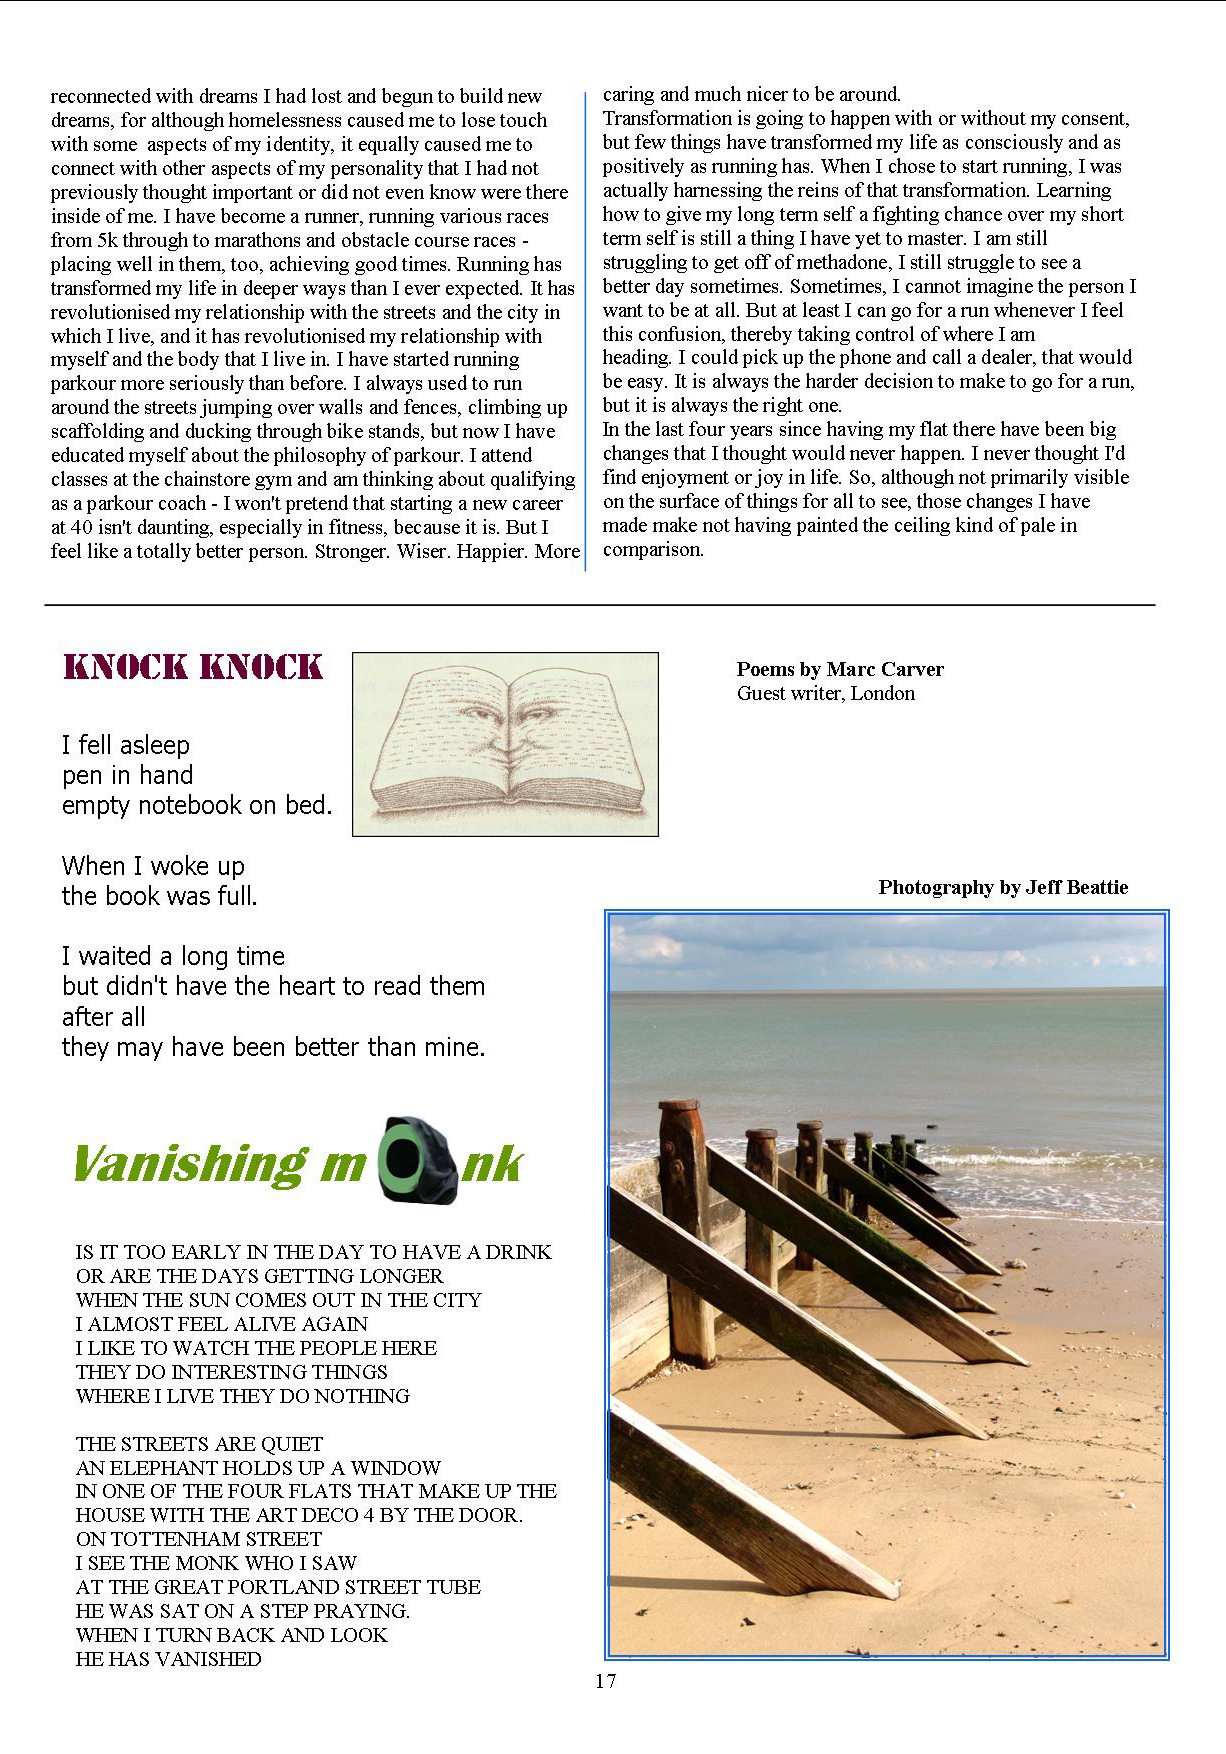 reconnected with dreams I had lost and begun to build new
dreams, for although homelessness caused me to lose touch
with some  aspects of my identity, it equally caused me to
connect with other aspects of my personality that I had not
previously thought important or did not even know were there
inside of me. I have become a runner, running various races
from 5k through to marathons and obstacle course races -
placing well in them, too, achieving good times. Running has
transformed my life in deeper ways than I ever expected. It has
revolutionised my relationship with the streets and the city in
which I live, and it has revolutionised my relationship with
myself and the body that I live in. I have started running
parkour more seriously than before. I always used to run
around the streets jumping over walls and fences, climbing up
scaffolding and ducking through bike stands, but now I have
educated myself about the philosophy of parkour. I attend
classes at the chainstore gym and am thinking about qualifying
as a parkour coach - I won't pretend that starting a new career
at 40 isn't daunting, especially in fitness, because it is. But I
feel like a totally better person. Stronger. Wiser. Happier. More
caring and much nicer to be around.
Transformation is going to happen with or without my consent,
but few things have transformed my life as consciously and as
positively as running has. When I chose to start running, I was
actually harnessing the reins of that transformation. Learning
how to give my long term self a fighting chance over my short
term self is still a thing I have yet to master. I am still
struggling to get off of methadone, I still struggle to see a
better day sometimes. Sometimes, I cannot imagine the person I
want to be at all. But at least I can go for a run whenever I feel
this confusion, thereby taking control of where I am
heading. I could pick up the phone and call a dealer, that would
be easy. It is always the harder decision to make to go for a run,
but it is always the right one.
In the last four years since having my flat there have been big
changes that I thought would never happen. I never thought I'd
find enjoyment or joy in life. So, although not primarily visible
on the surface of things for all to see, those changes I have
made make not having painted the ceiling kind of pale in
comparison.
KNOCK KNOCK
I fell asleep
pen in hand
empty notebook on bed.
When I woke up
the book was full.
I waited a long time
but didn't have the heart to read them
after all
they may have been better than mine.
Poems by Marc Carver
Guest writer, London
Photography by Jeff Beattie
Vanishing m nk
IS IT TOO EARLY IN THE DAY TO HAVE A DRINK
OR ARE THE DAYS GETTING LONGER
WHEN THE SUN COMES OUT IN THE CITY
I ALMOST FEEL ALIVE AGAIN
I LIKE TO WATCH THE PEOPLE HERE
THEY DO INTERESTING THINGS
WHERE I LIVE THEY DO NOTHING
THE STREETS ARE QUIET
AN ELEPHANT HOLDS UP A WINDOW
IN ONE OF THE FOUR FLATS THAT MAKE UP THE
HOUSE WITH THE ART DECO 4 BY THE DOOR.
ON TOTTENHAM STREET
I SEE THE MONK WHO I SAW
AT THE GREAT PORTLAND STREET TUBE
HE WAS SAT ON A STEP PRAYING.
WHEN I TURN BACK AND LOOK
HE HAS VANISHED
17